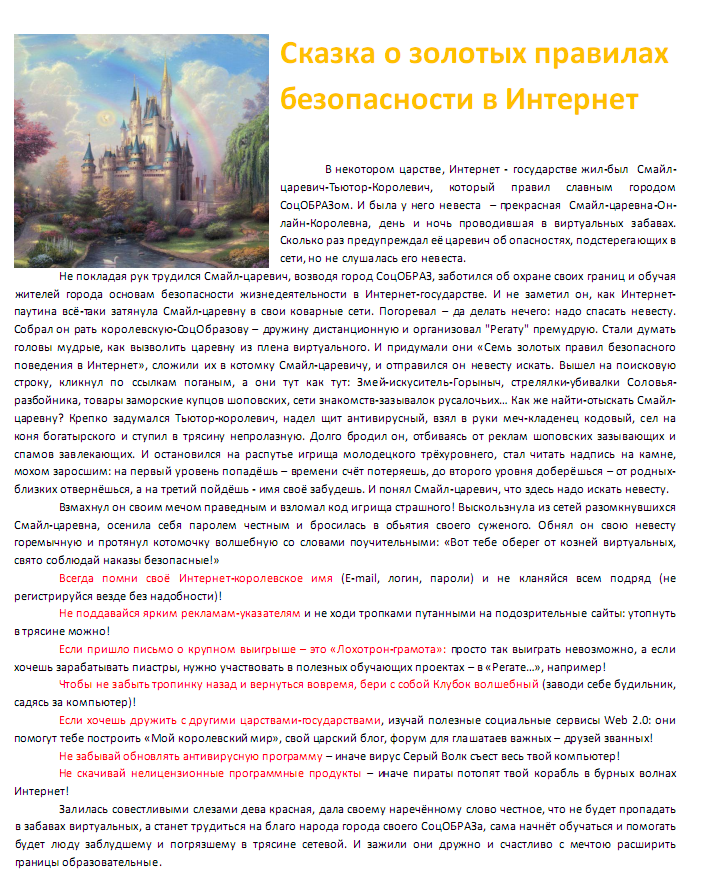 Сказка о золотых правилах
безопасности в Интернет
В некотором царстве, Интернет - государстве жил-был Смайл-
царевич-Тьютор-Королевич, который правил славным городом
СоцОБРАЗом. И была у него невеста – прекрасная Смайл-царевна-Он-
лайн-Королевна, день и ночь проводившая в виртуальных забавах.
Сколько раз предупреждал её царевич об опасностях, подстерегающих в
сети, но не слушалась его невеста.
Не покладая рук трудился Смайл-царевич, возводя город СоцОБРАЗ, заботился об охране своих границ и обучая
жителей города основам безопасности жизнедеятельности в Интернет-государстве. И не заметил он, как Интернет-
паутина всё-таки затянула Смайл-царевну в свои коварные сети. Погоревал – да делать нечего: надо спасать невесту.
Собрал он рать королевскую-СоцОбразову – дружину дистанционную и организовал "Регату" премудрую. Стали думать
головы мудрые, как вызволить царевну из плена виртуального. И придумали они «Семь золотых правил безопасного
поведения в Интернет», сложили их в котомку Смайл-царевичу, и отправился он невесту искать. Вышел на поисковую
строку, кликнул по ссылкам поганым, а они тут как тут: Змей-искуситель-Горыныч, стрелялки-убивалки Соловья-
разбойника, товары заморские купцов шоповских, сети знакомств-зазывалок русалочьих... Как же найти-отыскать Смайл-
царевну? Крепко задумался Тьютор-королевич, надел щит антивирусный, взял в руки меч-кладенец кодовый, сел на
коня богатырского и ступил в трясину непролазную. Долго бродил он, отбиваясь от реклам шоповских зазывающих и
спамов завлекающих. И остановился на распутье игрища молодецкого трёхуровнего, стал читать надпись на камне,
мохом заросшим: на первый уровень попадёшь – времени счёт потеряешь, до второго уровня доберёшься – от родных-
близких отвернёшься, а на третий пойдёшь - имя своё забудешь. И понял Смайл-царевич, что здесь надо искать невесту.
Взмахнул он своим мечом праведным и взломал код игрища страшного! Выскользнула из сетей разомкнувшихся
Смайл-царевна, осенила себя паролем честным и бросилась в обьятия своего суженого. Обнял он свою невесту
горемычную и протянул котомочку волшебную со словами поучительными: «Вот тебе оберег от козней виртуальных,
свято соблюдай наказы безопасные!»
Всегда помни своё Интернет-королевское имя (E-mail, логин, пароли) и не кланяйся всем подряд (не
регистрируйся везде без надобности)!
Не поддавайся ярким рекламам-указателям и не ходи тропками путанными на подозрительные сайты: утопнуть
в трясине можно!
Если пришло письмо о крупном выигрыше – это «Лохотрон-грамота»: просто так выиграть невозможно, а если
хочешь зарабатывать пиастры, нужно участвовать в полезных обучающих проектах – в «Регате...», например!
Чтобы не забыть тропинку назад и вернуться вовремя, бери с собой Клубок волшебный (заводи себе будильник,
садясь за компьютер)!
Если хочешь дружить с другими царствами-государствами, изучай полезные социальные сервисы Web 2.0: они
помогут тебе построить «Мой королевский мир», свой царский блог, форум для глашатаев важных – друзей званных!
Не забывай обновлять антивирусную программу – иначе вирус Серый Волк съест весь твой компьютер!
Не скачивай нелицензионные программные продукты – иначе пираты потопят твой корабль в бурных волнах
Интернет!
Залилась совестливыми слезами дева красная, дала своему наречённому слово честное, что не будет пропадать
в забавах виртуальных, а станет трудиться на благо народа города своего СоцОБРАЗа, сама начнёт обучаться и помогать
будет люду заблудшему и погрязшему в трясине сетевой. И зажили они дружно и счастливо с мечтою расширить
границы образовательные.